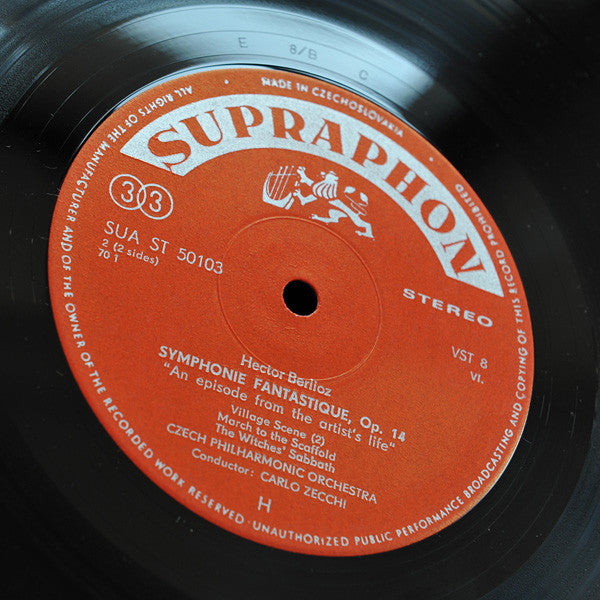 E 8/B C
MADE IN CZECHOSLOVAKIA
ALL RIGHTS OF THE MANUFACTURER AND OF THE OWNER OF THE RECORDED WORK RESERVED · UNAUTHORIZED PUBLIC PERFORMANCE BROADCASTING AND COPYING OF THIS RECORD PROHIBITED
SUPRAPHON
33
SUA ST 50103
2 (2 sides)
70 1
STEREO
VST 8
VI.
Hector Berlioz
SYMPHONIE FANTASTIQUE, Op. 14
"An episode from the artist's life"
Village Scene (2)
March to the Scaffold
The Witches' Sabbath
CZECH PHILHARMONIC ORCHESTRA
Conductor: CARLO ZECCHI
H